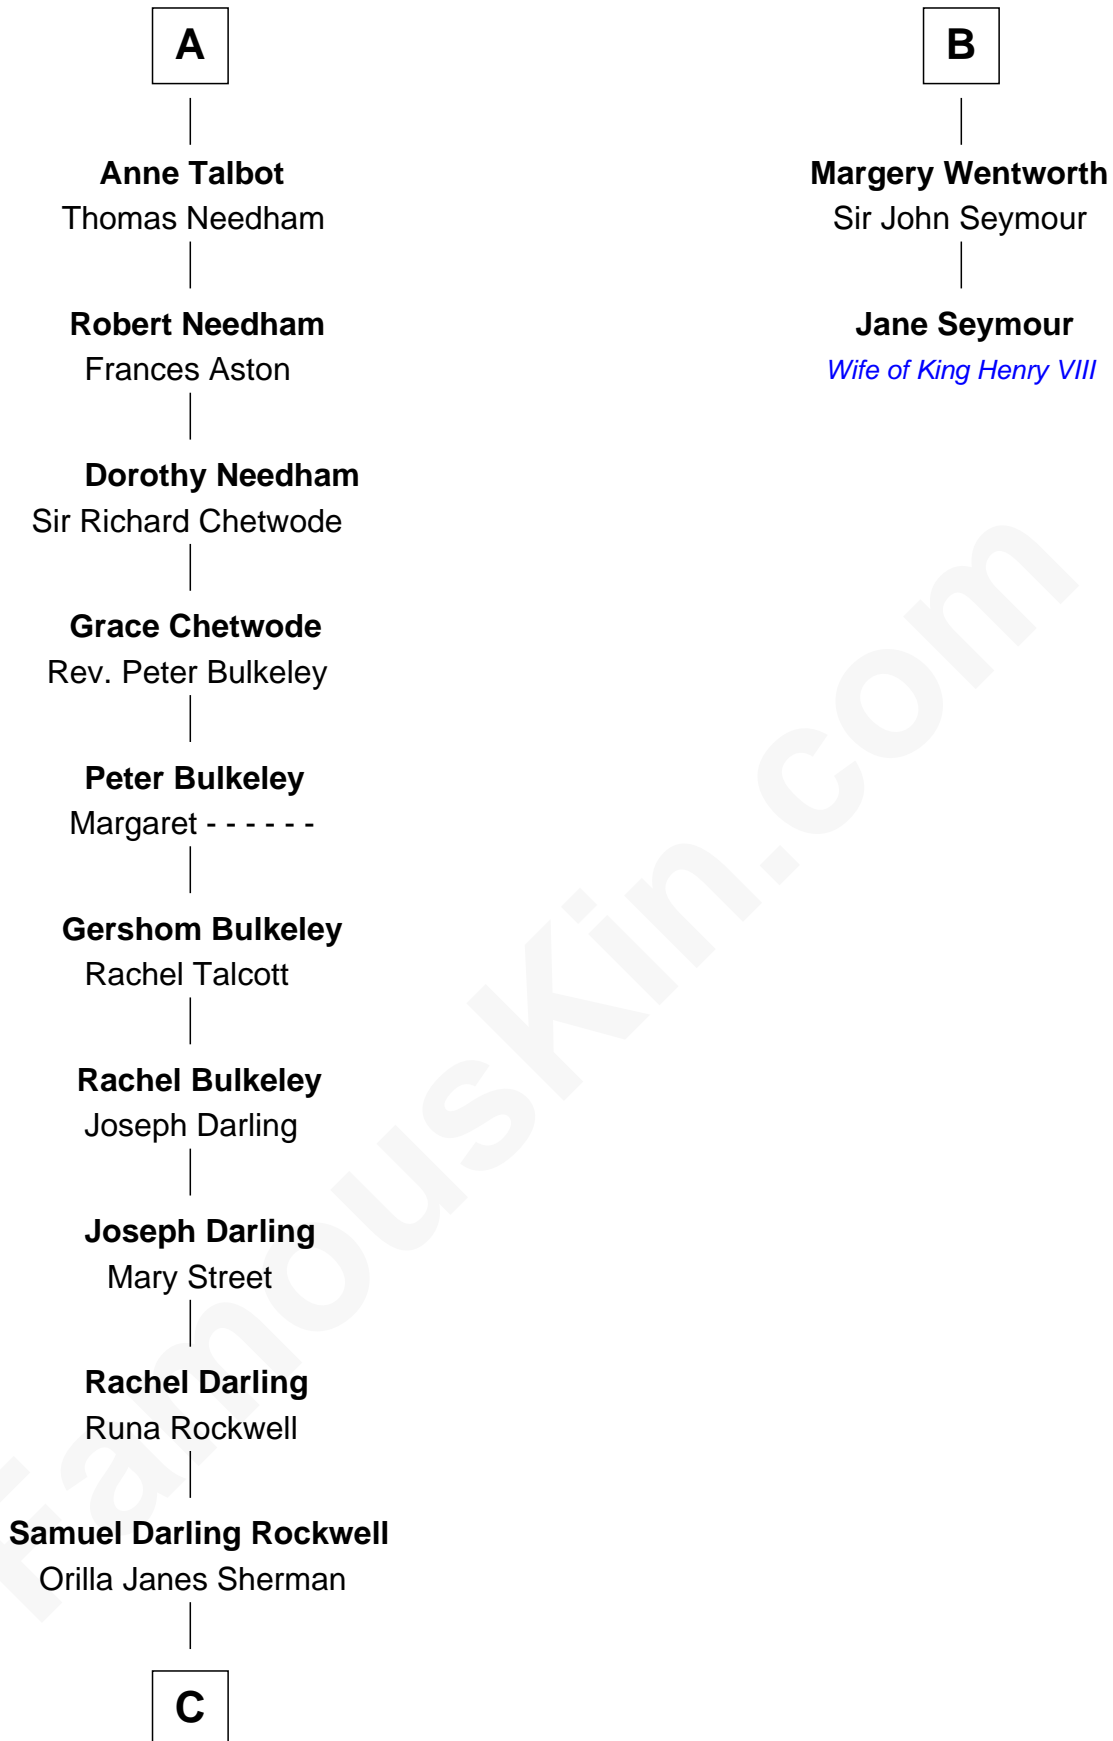 A
Anne Talbot
Thomas Needham
Robert Needham
Frances Aston
Dorothy Needham
Sir Richard Chetwode
Grace Chetwode
Rev. Peter Bulkeley
Peter Bulkeley
Margaret - - - - - -
Gershom Bulkeley
Rachel Talcott
Rachel Bulkeley
Joseph Darling
Joseph Darling
Mary Street
Rachel Darling
Runa Rockwell
Samuel Darling Rockwell
Orilla Janes Sherman
C
B
Margery Wentworth
Sir John Seymour
Jane Seymour
Wife of King Henry VIII
FamousKin.com